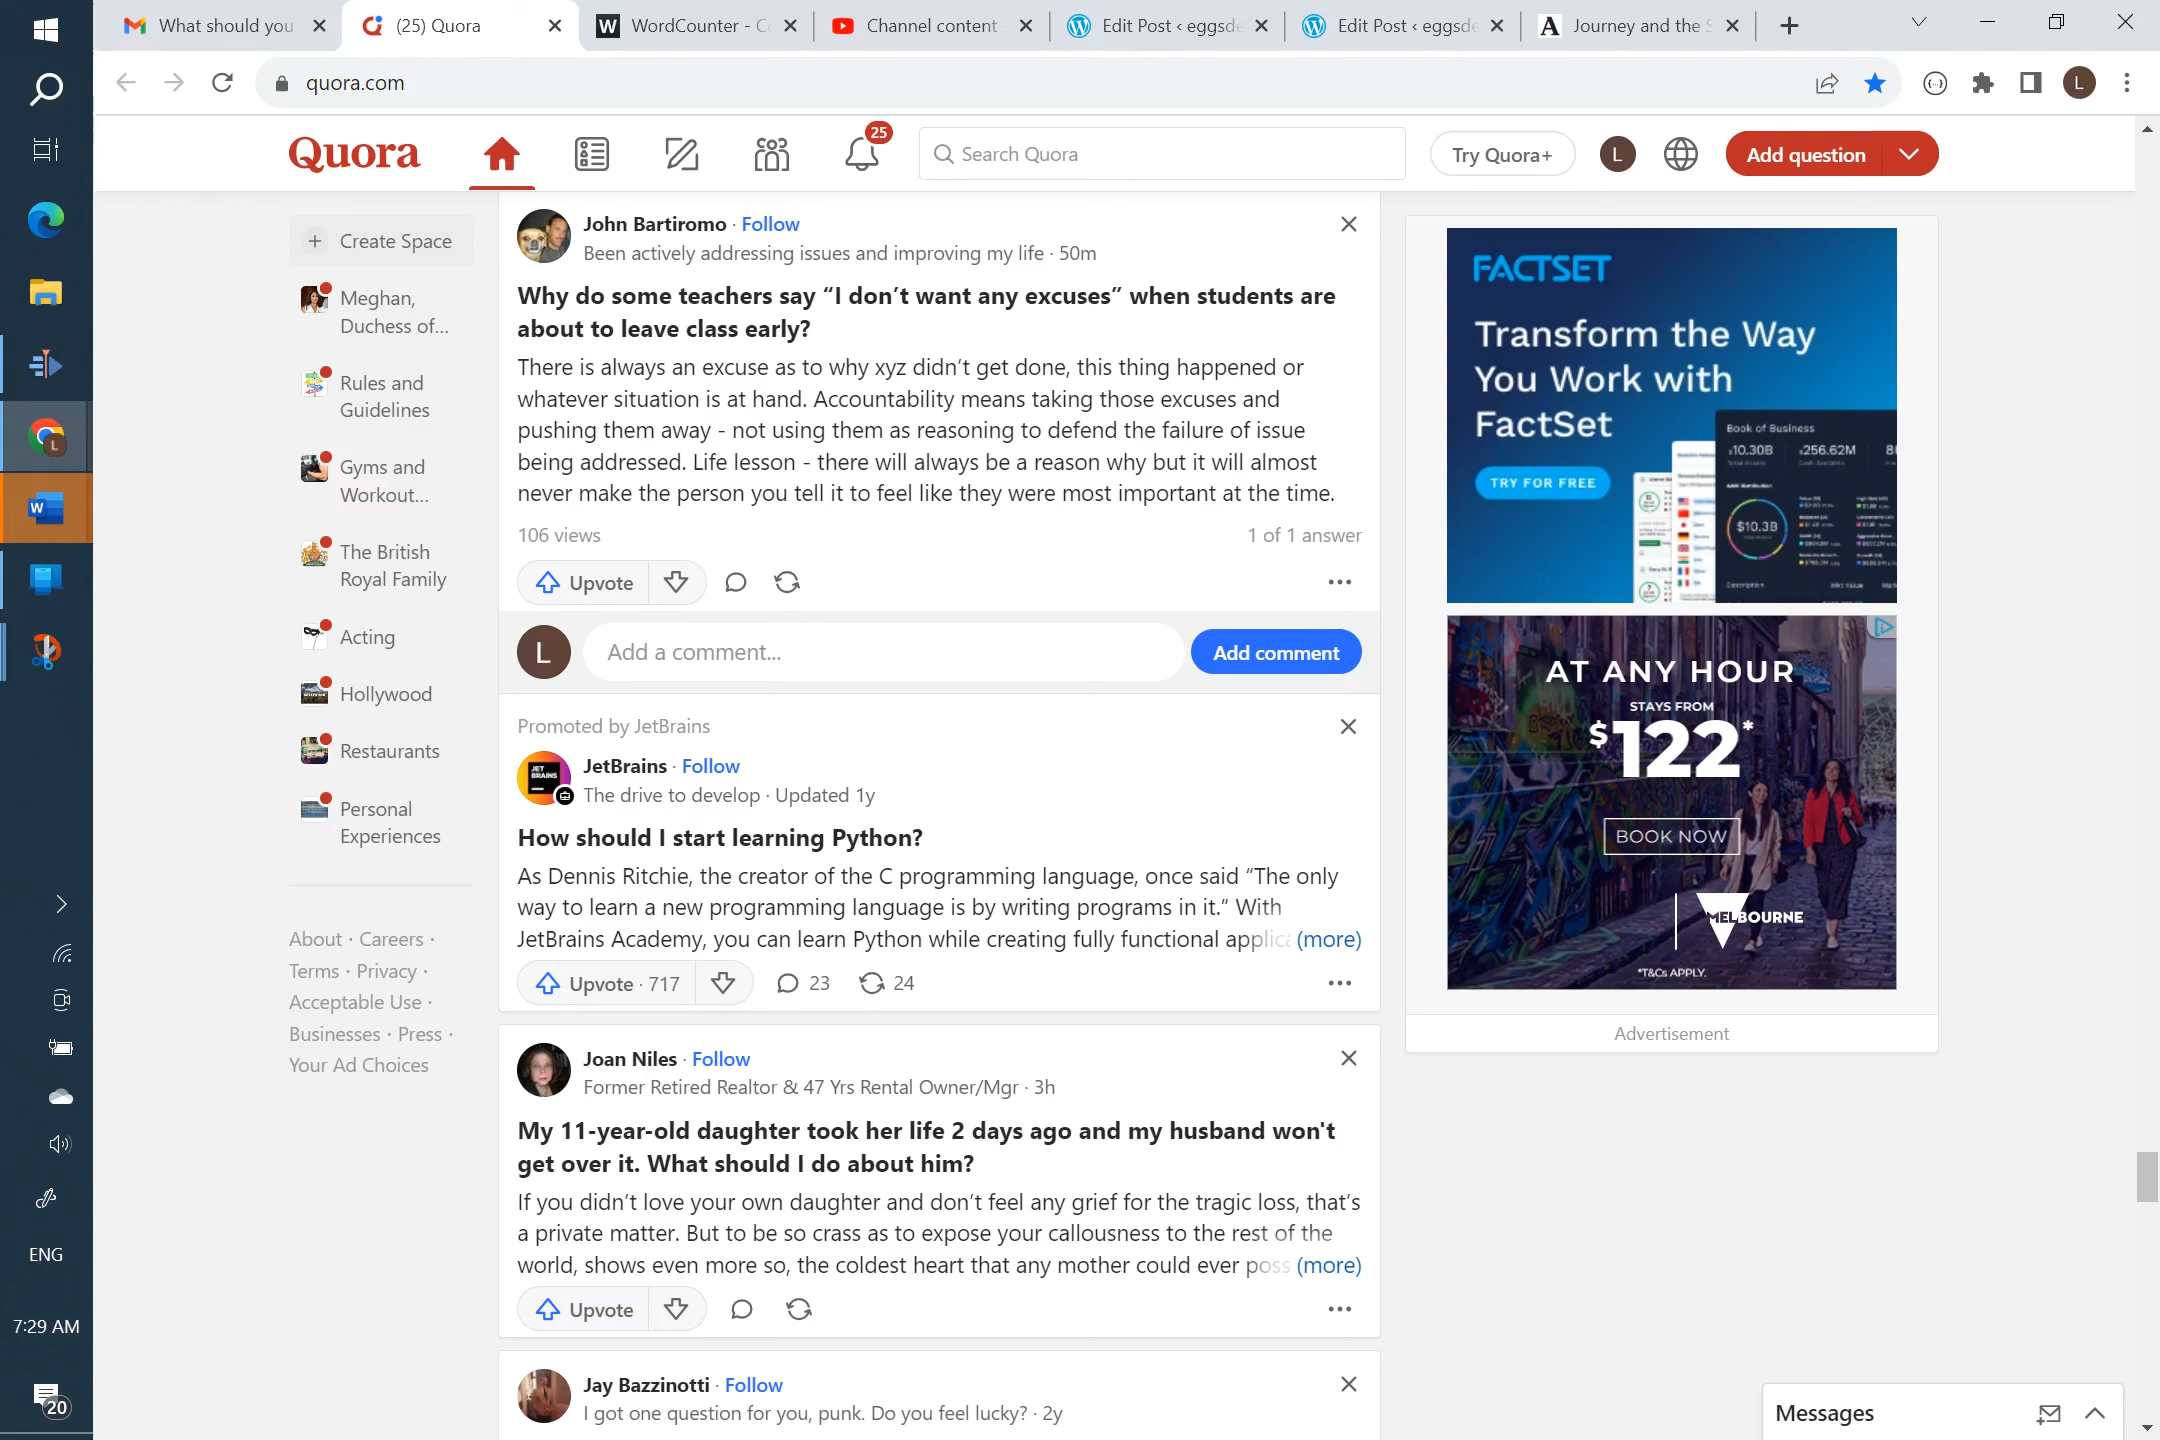 What should you
(25) Quora
WordCounter - Co
Channel content
Edit Post ‹ eggsde
Edit Post ‹ eggsde
Journey and the S
quora.com
Quora
25
Search Quora
Try Quora+
L
Add question
Create Space
Meghan,
Duchess of...
Rules and
Guidelines
Gyms and
Workout...
The British
Royal Family
Acting
Hollywood
Restaurants
Personal
Experiences
About · Careers ·
Terms · Privacy ·
Acceptable Use ·
Businesses · Press ·
Your Ad Choices
ENG
7:29 AM
20
John Bartiromo · Follow
Been actively addressing issues and improving my life · 50m
Why do some teachers say “I don’t want any excuses” when students are
about to leave class early?
There is always an excuse as to why xyz didn’t get done, this thing happened or
whatever situation is at hand. Accountability means taking those excuses and
pushing them away - not using them as reasoning to defend the failure of issue
being addressed. Life lesson - there will always be a reason why but it will almost
never make the person you tell it to feel like they were most important at the time.
106 views
1 of 1 answer
Upvote
L
Add a comment...
Add comment
Promoted by JetBrains
JetBrains · Follow
The drive to develop · Updated 1y
How should I start learning Python?
As Dennis Ritchie, the creator of the C programming language, once said “The only
way to learn a new programming language is by writing programs in it.” With
JetBrains Academy, you can learn Python while creating fully functional applica (more)
Upvote · 717
23
24
Joan Niles · Follow
Former Retired Realtor & 47 Yrs Rental Owner/Mgr · 3h
My 11-year-old daughter took her life 2 days ago and my husband won't
get over it. What should I do about him?
If you didn’t love your own daughter and don’t feel any grief for the tragic loss, that’s
a private matter. But to be so crass as to expose your callousness to the rest of the
world, shows even more so, the coldest heart that any mother could ever poss (more)
Upvote
Jay Bazzinotti · Follow
I got one question for you, punk. Do you feel lucky? · 2y
FACTSET
Transform the Way
You Work with
FactSet
TRY FOR FREE
Book of Business
10.30B
256.62M
$10.3B
AT ANY HOUR
STAYS FROM
$122*
BOOK NOW
MELBOURNE
*T&Cs APPLY.
Advertisement
Messages